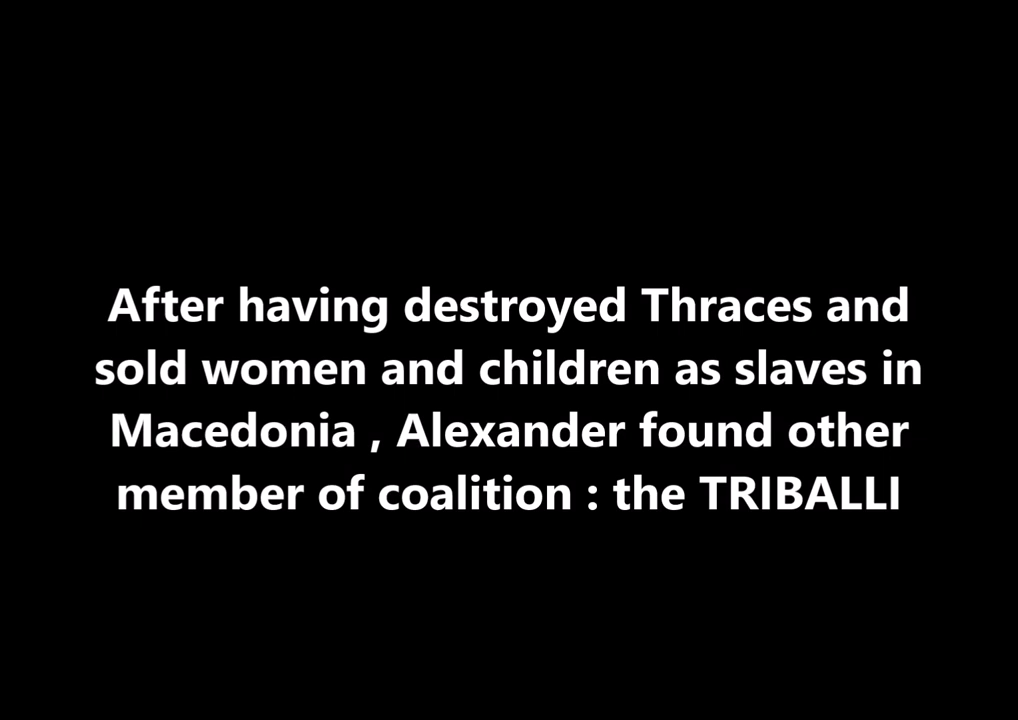 After having destroyed Thraces and
sold women and children as slaves in
Macedonia , Alexander found other
member of coalition : the TRIBALLI